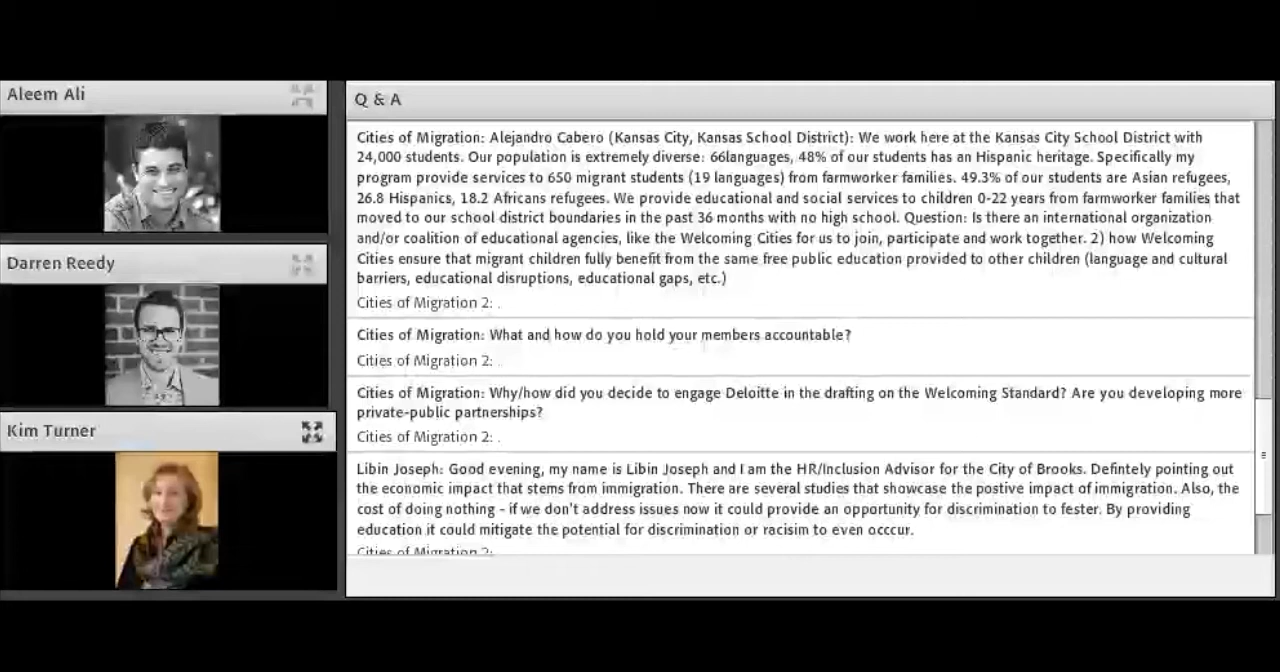 Aleem Ali
Darren Reedy
Kim Turner
Q & A
Cities of Migration: Alejandro Cabero (Kansas City, Kansas School District): We work here at the Kansas City School District with
24,000 students. Our population is extremely diverse: 66languages, 48% of our students has an Hispanic heritage. Specifically my
program provide services to 650 migrant students (19 languages) from farmworker families. 49.3% of our students are Asian refugees,
26.8 Hispanics, 18.2 Africans refugees. We provide educational and social services to children 0-22 years from farmworker families that
moved to our school district boundaries in the past 36 months with no high school. Question: Is there an international organization
and/or coalition of educational agencies, like the Welcoming Cities for us to join, participate and work together. 2) how Welcoming
Cities ensure that migrant children fully benefit from the same free public education provided to other children (language and cultural
barriers, educational disruptions, educational gaps, etc.)
Cities of Migration 2: .
Cities of Migration: What and how do you hold your members accountable?
Cities of Migration 2: .
Cities of Migration: Why/how did you decide to engage Deloitte in the drafting on the Welcoming Standard? Are you developing more
private-public partnerships?
Cities of Migration 2: .
Libin Joseph: Good evening, my name is Libin Joseph and I am the HR/Inclusion Advisor for the City of Brooks. Defintely pointing out
the economic impact that stems from immigration. There are several studies that showcase the postive impact of immigration. Also, the
cost of doing nothing - if we don't address issues now it could provide an opportunity for discrimination to fester. By providing
education it could mitigate the potential for discrimination or racisim to even occcur.
Cities of Migration 2: